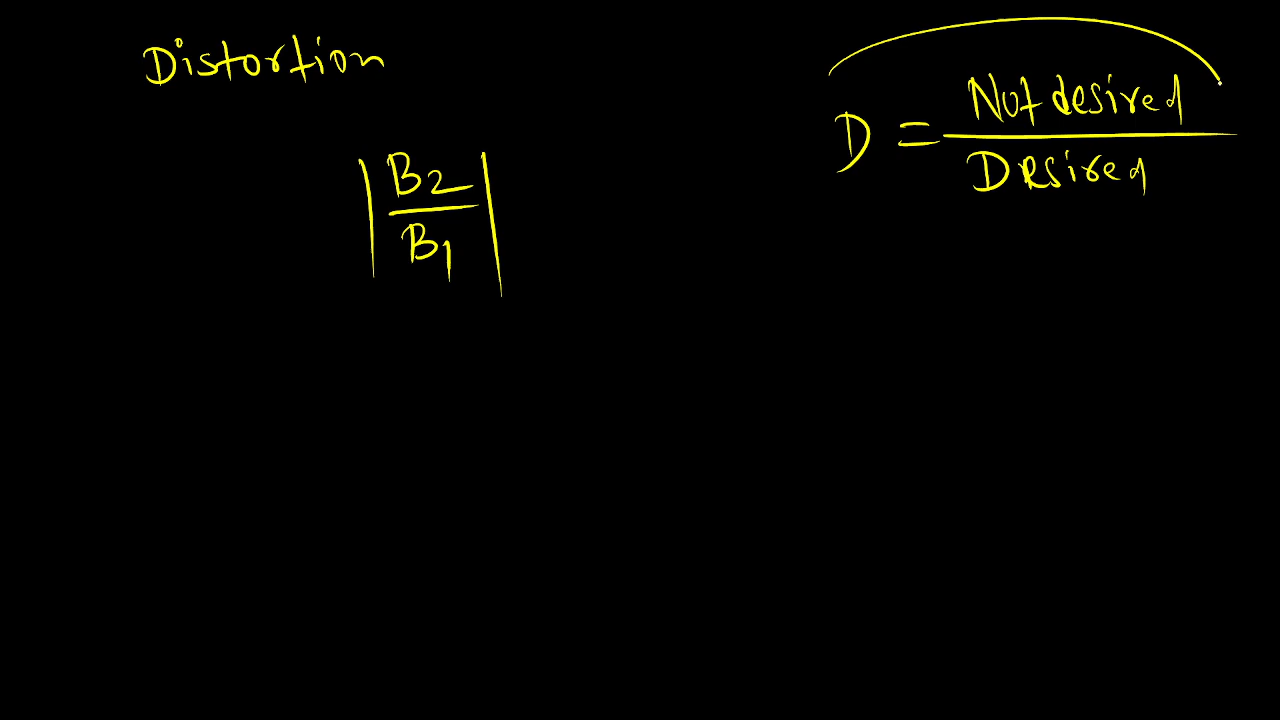 Distortion
|B2/B1|
D = Not desired/Desired